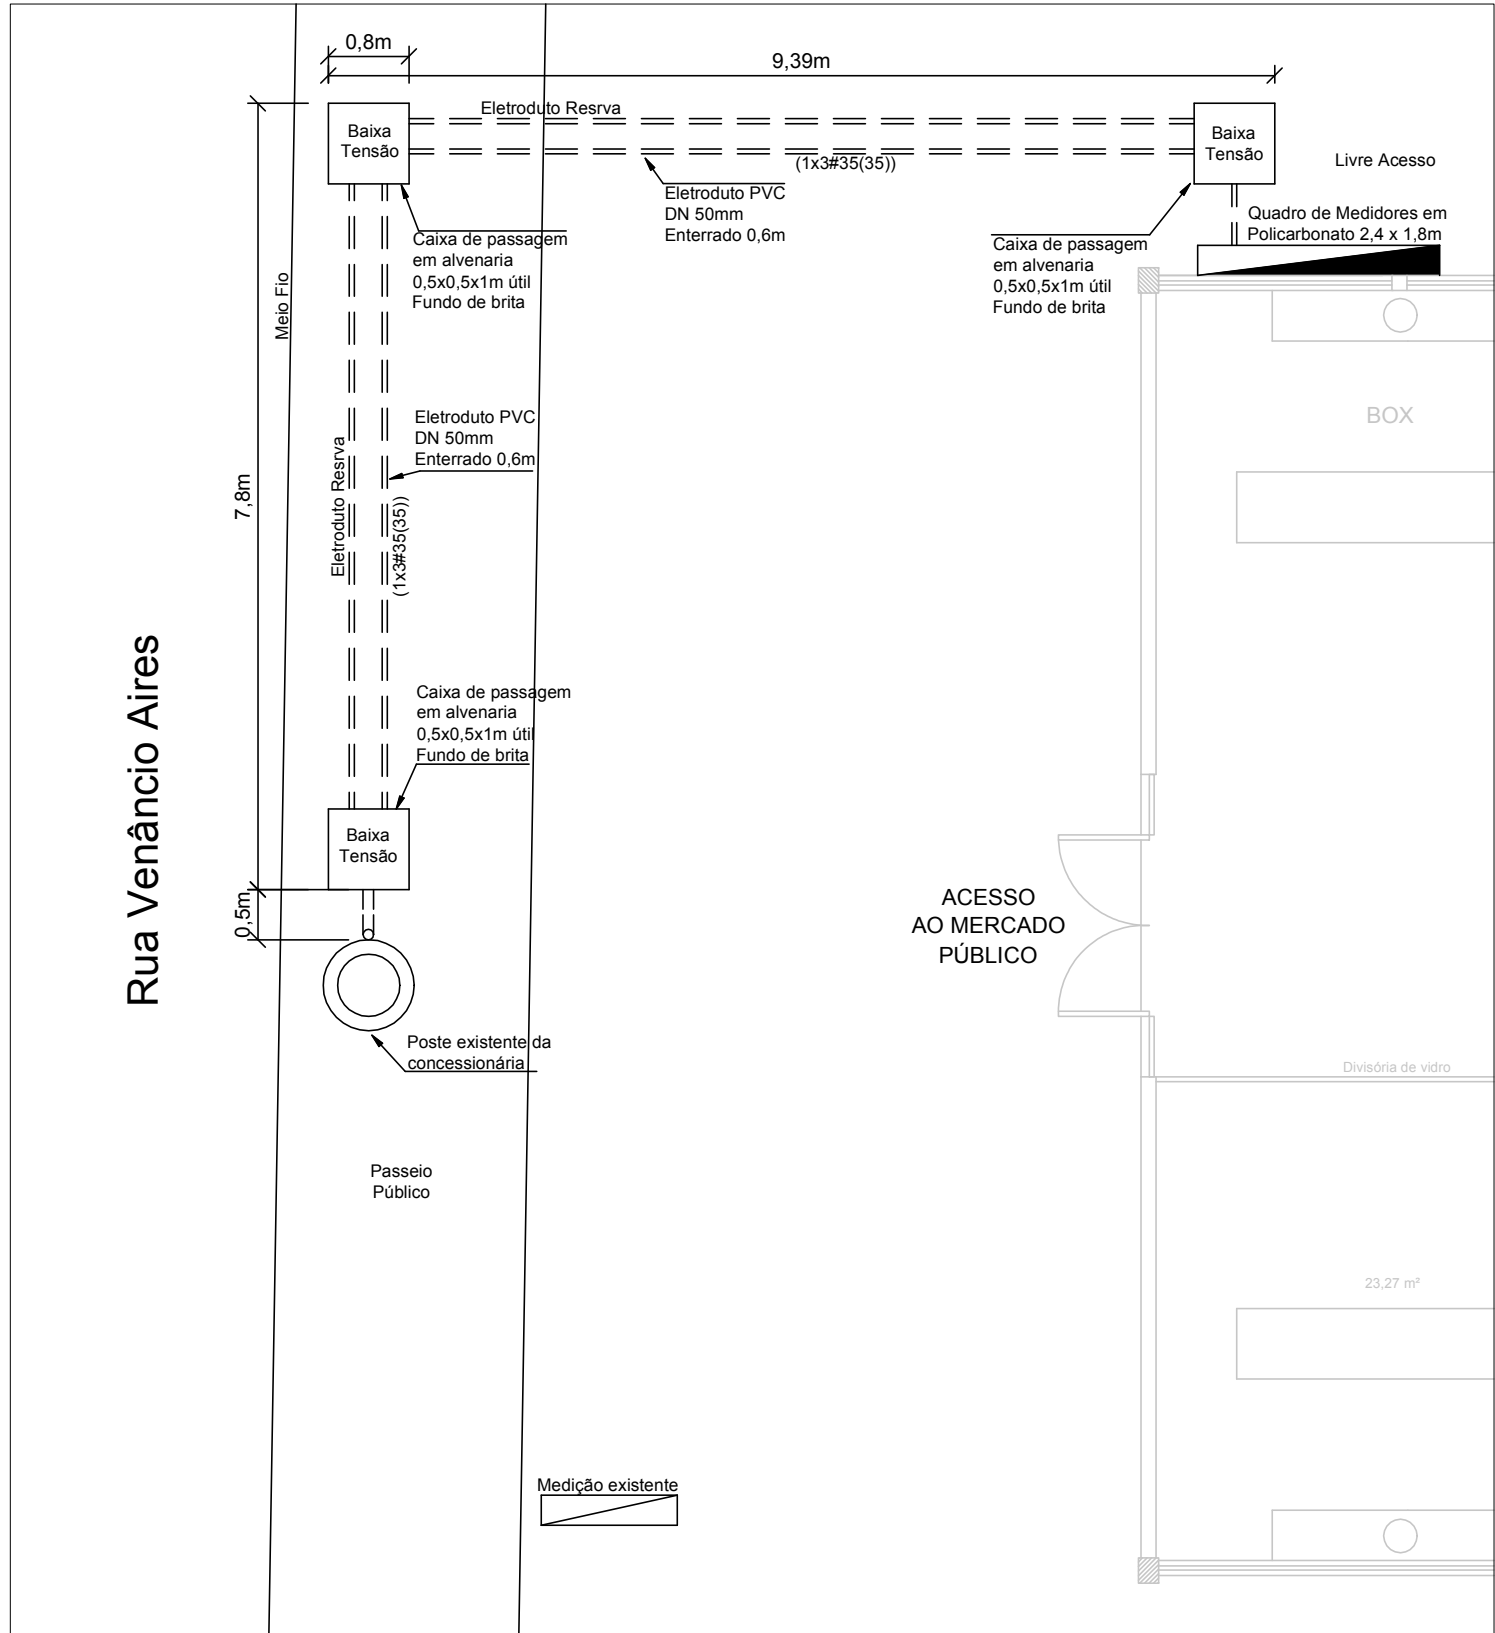 0,8m
9,39m
Eletroduto Resrva
Baixa
Tensão
Baixa
Tensão
(1x3#35(35))
Livre Acesso
Eletroduto PVC
DN 50mm
Enterrado 0,6m
Quadro de Medidores em
Policarbonato 2,4 x 1,8m
Caixa de passagem
em alvenaria
0,5x0,5x1m útil
Fundo de brita
Caixa de passagem
em alvenaria
0,5x0,5x1m útil
Fundo de brita
Meio Fio
BOX
Eletroduto PVC
DN 50mm
Enterrado 0,6m
7,8m
Eletroduto Resrva
(1x3#35(35))
Rua Venâncio Aires
Caixa de passagem
em alvenaria
0,5x0,5x1m útil
Fundo de brita
Baixa
Tensão
0,5m
ACESSO
AO MERCADO
PÚBLICO
Poste existente da
concessionária
Divisória de vidro
Passeio
Público
23,27 m²
Medição existente